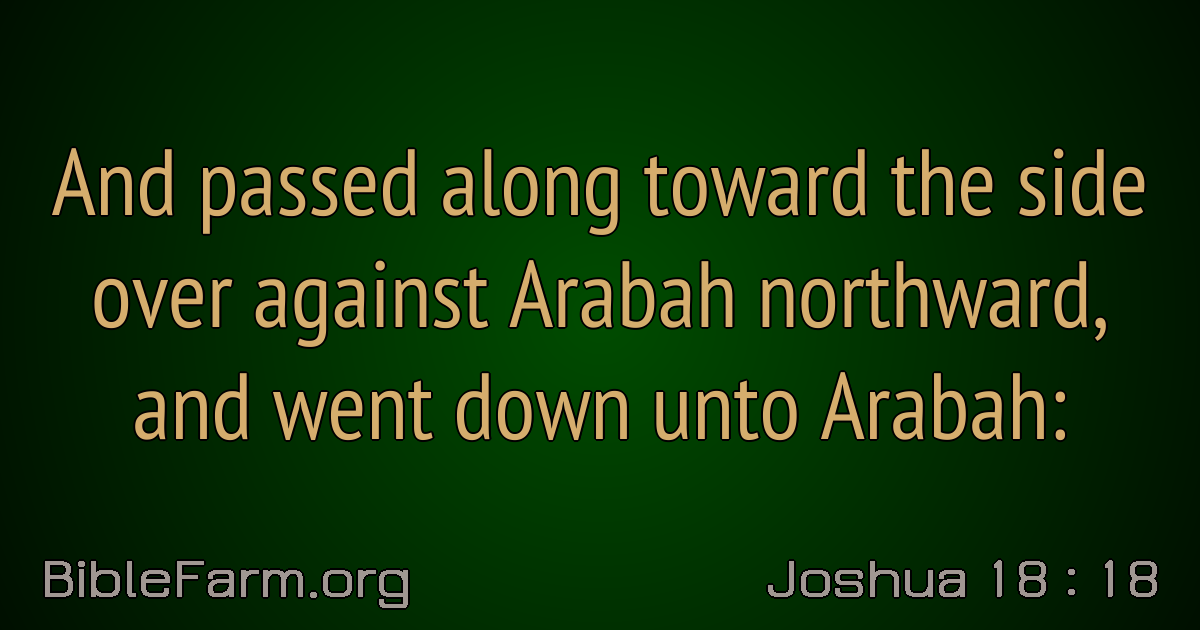 And passed along toward the side
over against Arabah northward,
and went down unto Arabah:
BibleFarm.org
Joshua 18 : 18